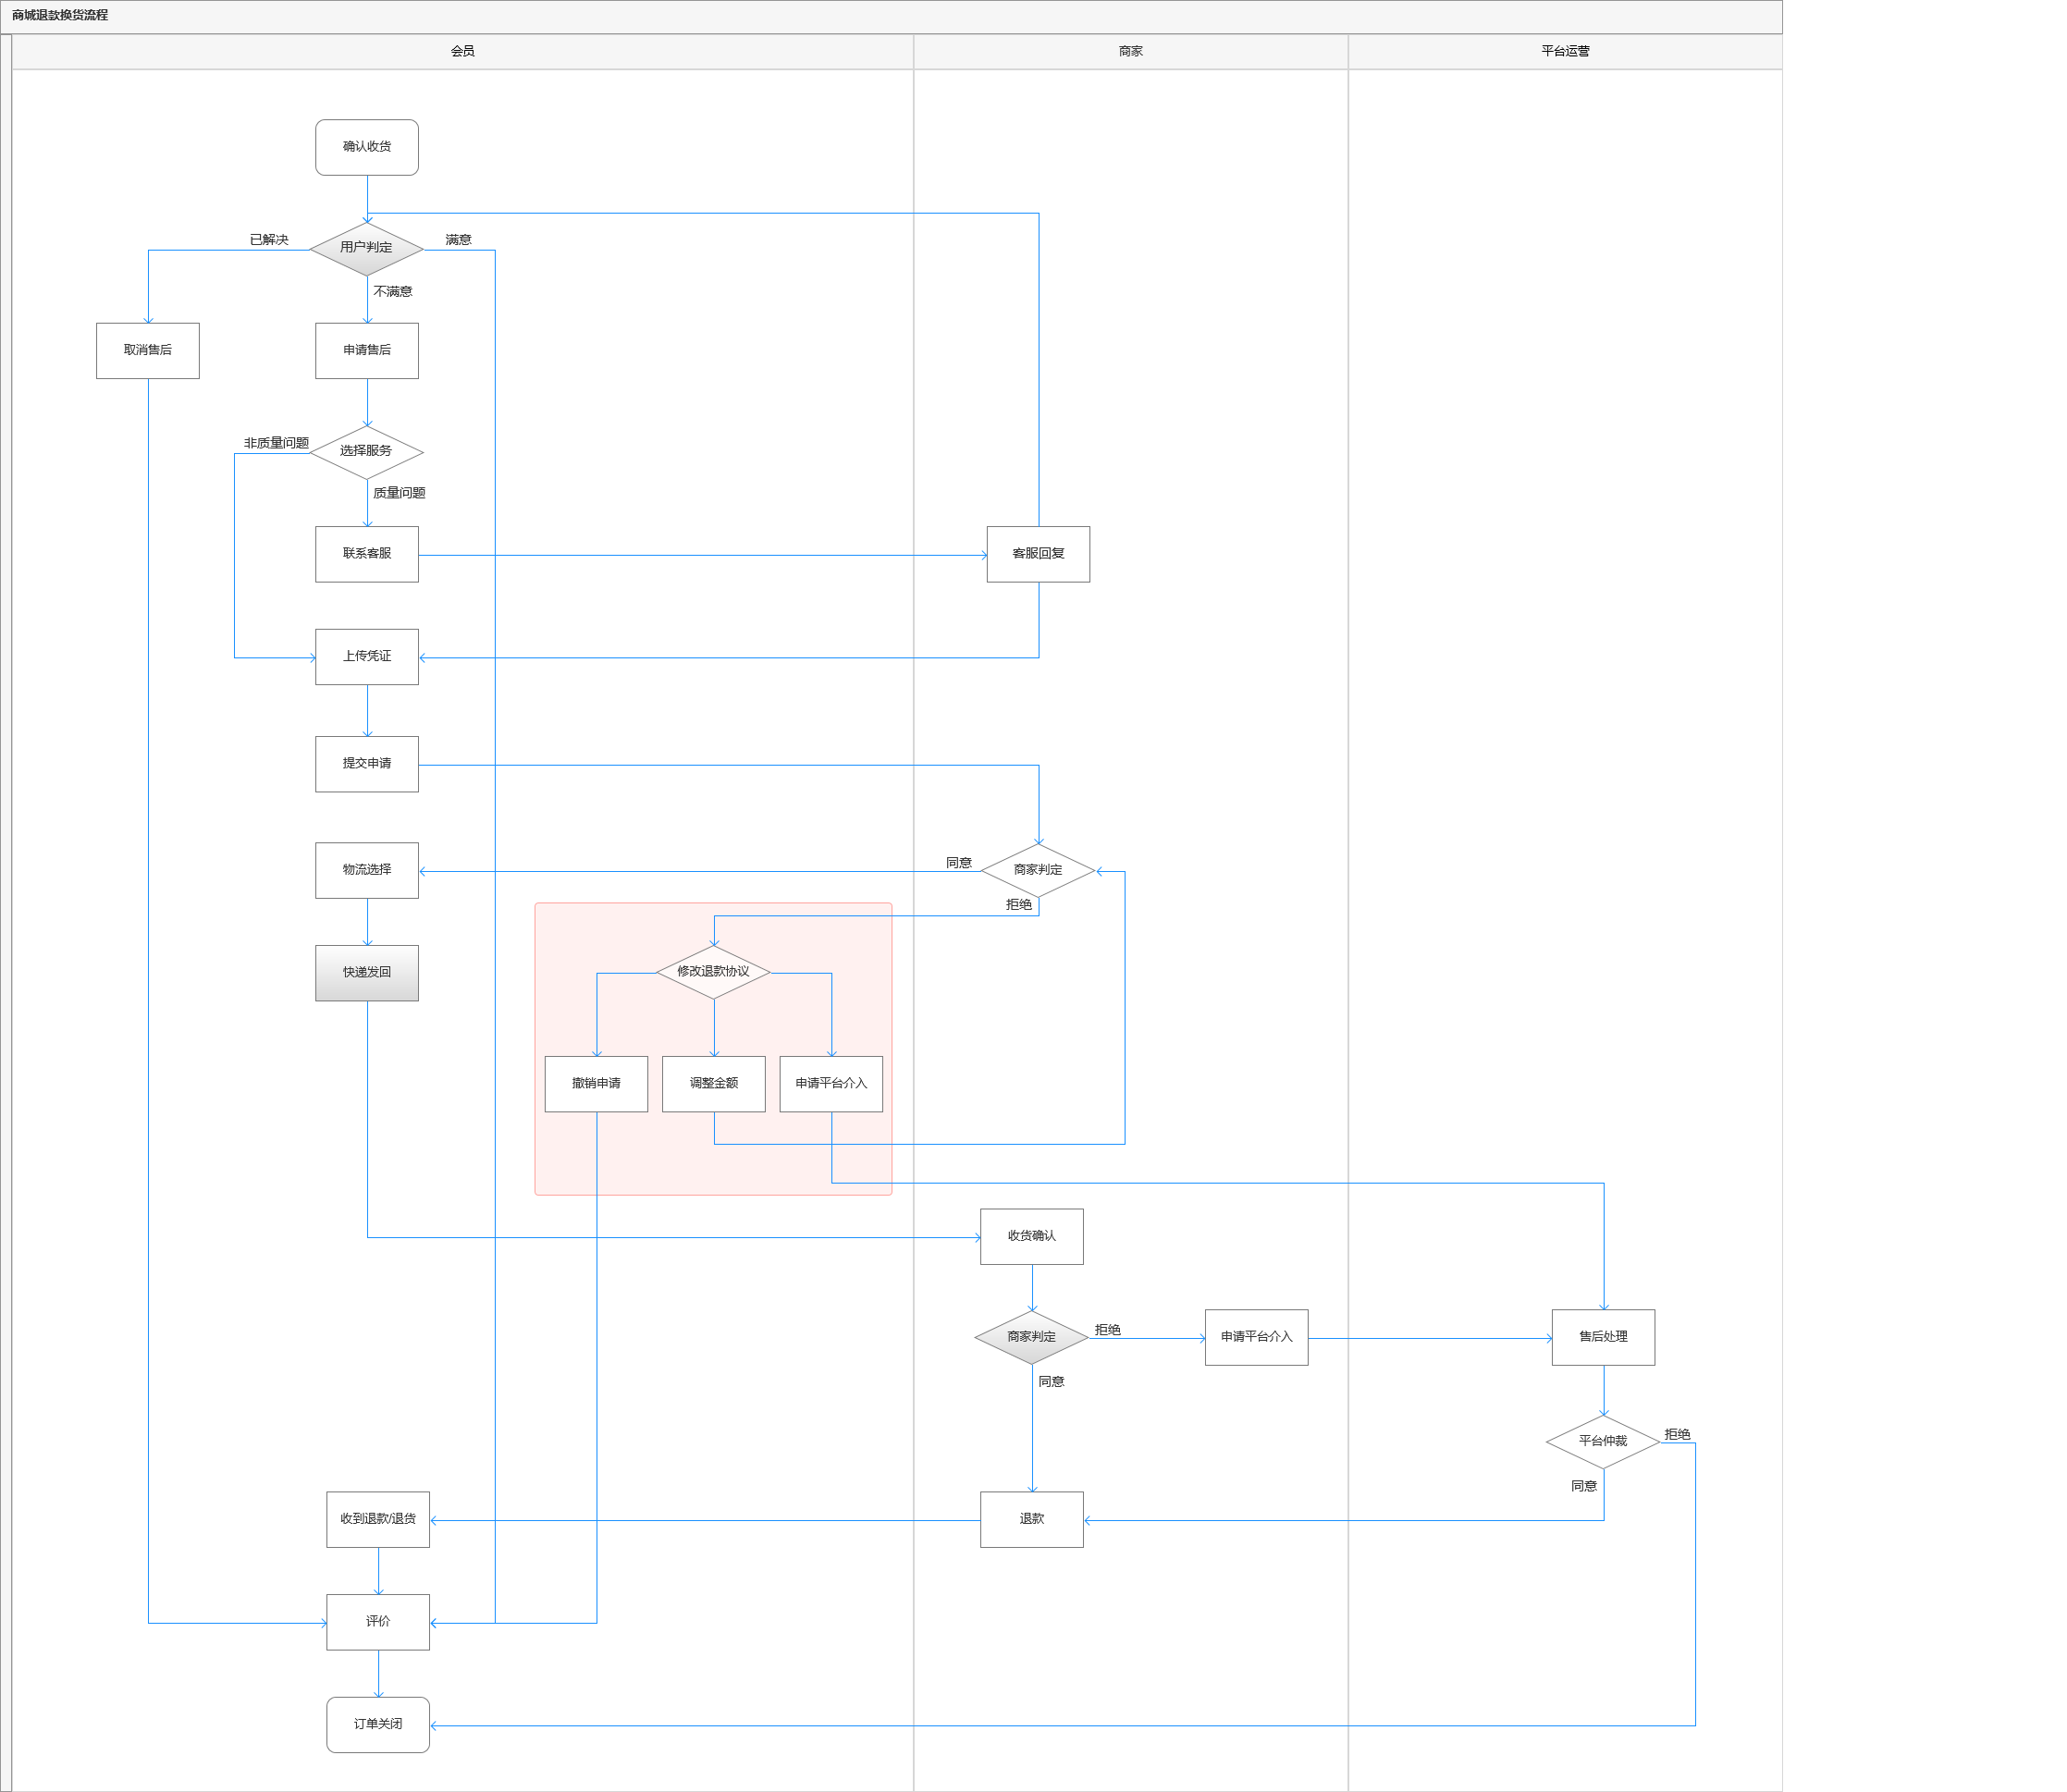 商城退款换货流程
会员
商家
平台运营
确认收货
已解决
用户判定
满意
不满意
取消售后
申请售后
非质量问题
选择服务
质量问题
联系客服
客服回复
上传凭证
提交申请
物流选择
同意
商家判定
拒绝
快递发回
修改退款协议
撤销申请
调整金额
申请平台介入
收货确认
商家判定
拒绝
申请平台介入
售后处理
同意
平台仲裁
拒绝
同意
收到退款/退货
退款
评价
订单关闭